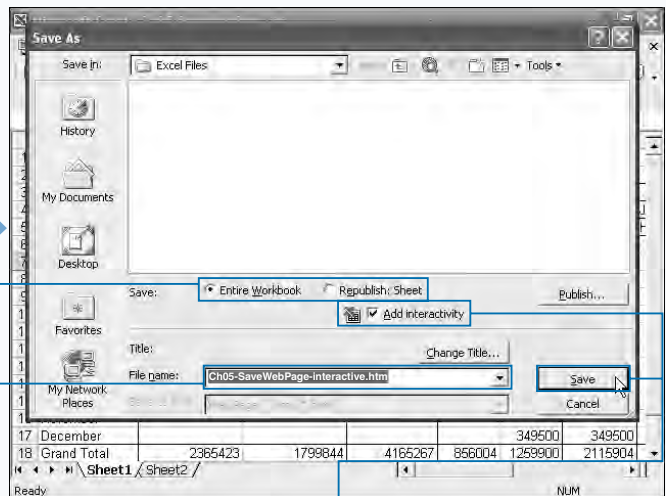 Save As
Save in:
Excel Files
Tools
History
My Documents
Desktop
Favorites
My Network
Places
Save:
Entire Workbook
Republish: Sheet
Publish...
Add interactivity
Title:
Change Title...
File name:
Ch05-SaveWebPage-interactive.htm
Save
Cancel
17 December 349500 349500
18 Grand Total 2365423 1799844 4165267 856004 1259900 2115904
Sheet1 Sheet2
Ready NUM